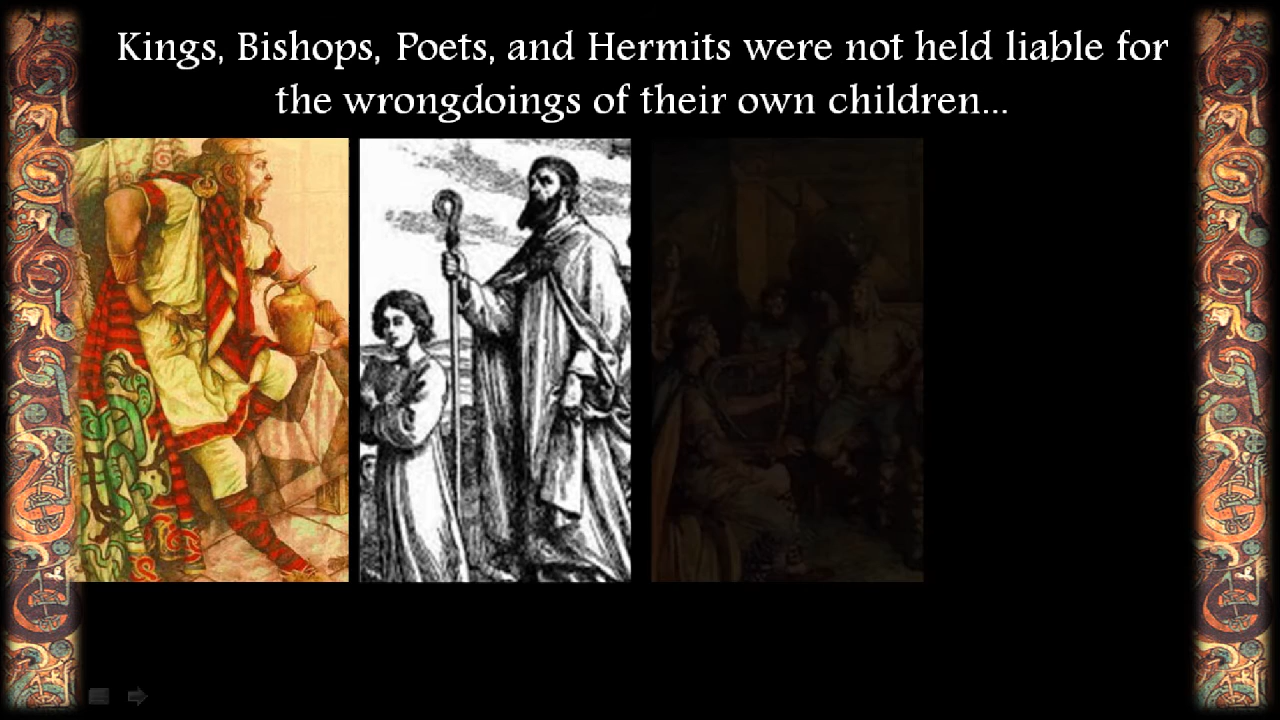 Kings, Bishops, Poets, and Hermits were not held liable for
the wrongdoings of their own children...